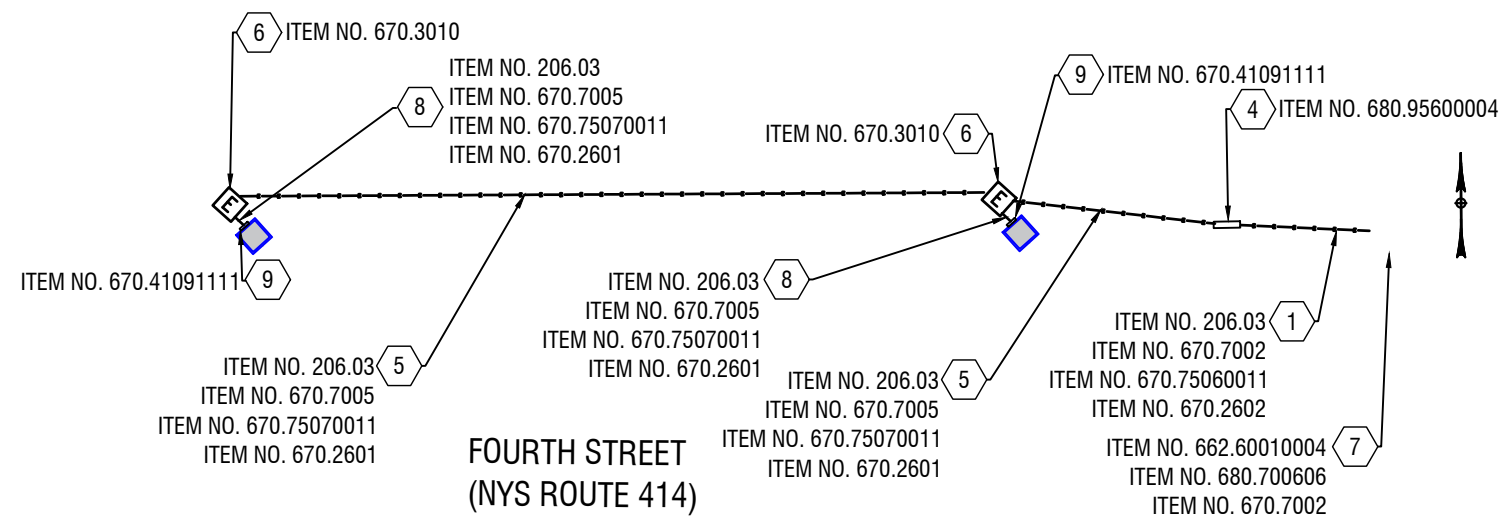 6 ITEM NO. 670.3010
ITEM NO. 206.03
8 ITEM NO. 670.7005
ITEM NO. 670.75070011
ITEM NO. 670.2601
9 ITEM NO. 670.41091111
4 ITEM NO. 680.95600004
ITEM NO. 670.3010 6
E
E
ITEM NO. 670.41091111 9
ITEM NO. 206.03 8
ITEM NO. 670.7005
ITEM NO. 670.75070011
ITEM NO. 670.2601
ITEM NO. 206.03 5
ITEM NO. 670.7005
ITEM NO. 670.75070011
ITEM NO. 670.2601
ITEM NO. 206.03 5
ITEM NO. 670.7005
ITEM NO. 670.75070011
ITEM NO. 670.2601
ITEM NO. 206.03 1
ITEM NO. 670.7002
ITEM NO. 670.75060011
ITEM NO. 670.2602
ITEM NO. 662.60010004 7
ITEM NO. 680.700606
ITEM NO. 670.7002
FOURTH STREET
(NYS ROUTE 414)